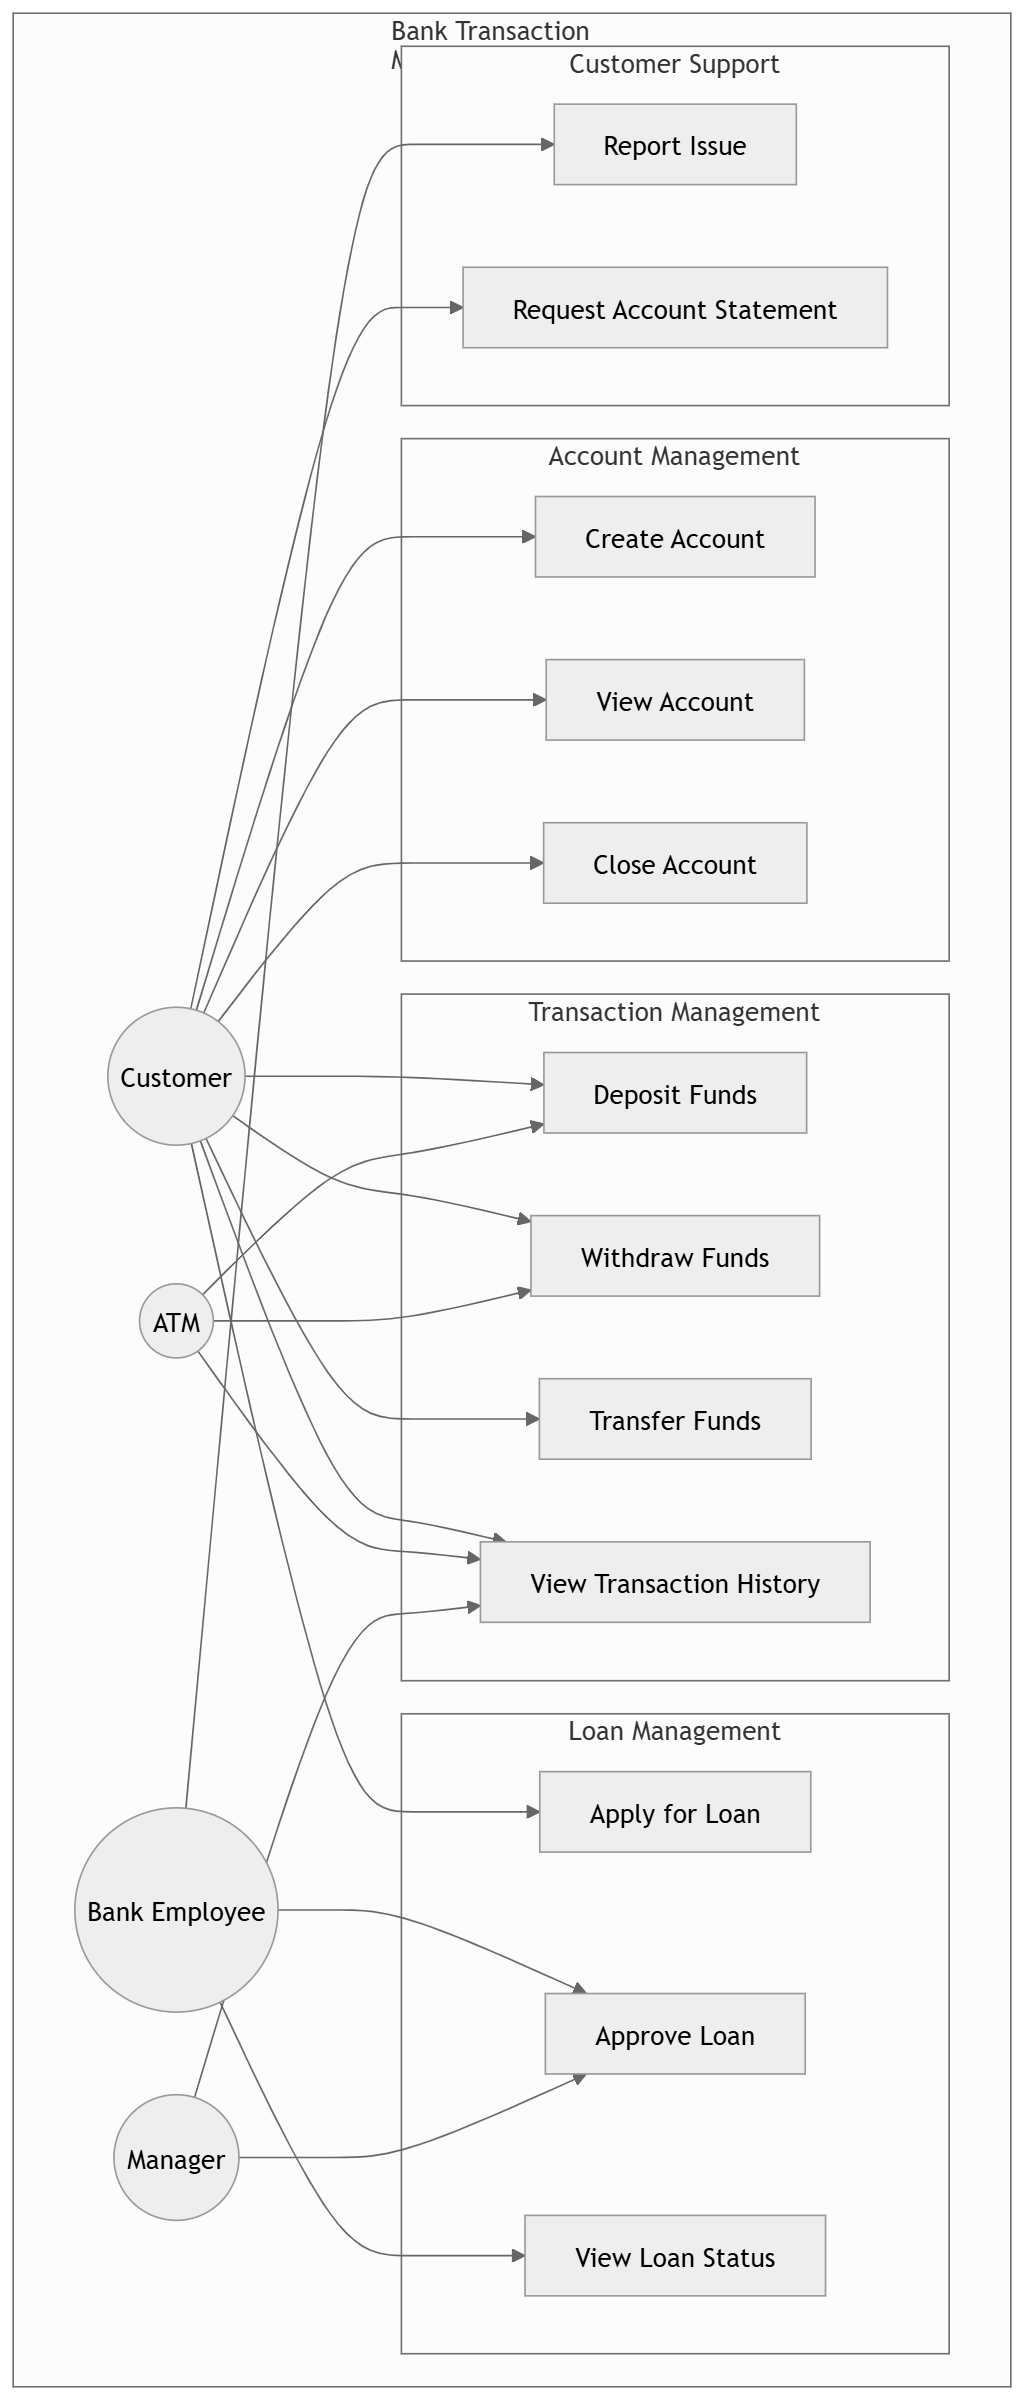 Bank Transaction
Customer Support
Report Issue
Request Account Statement
Account Management
Create Account
View Account
Close Account
Customer
Transaction Management
Deposit Funds
Withdraw Funds
ATM
Transfer Funds
View Transaction History
Loan Management
Apply for Loan
Bank Employee
Approve Loan
Manager
View Loan Status